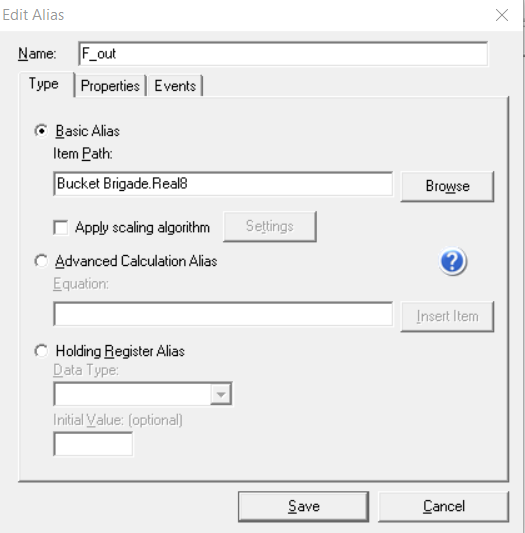 Edit Alias
Name: F_out
Type Properties Events
Basic Alias
Item Path:
Bucket Brigade.Real8 Browse
Apply scaling algorithm Settings
Advanced Calculation Alias ?
Equation:
Insert Item
Holding Register Alias
Data Type:
Initial Value: (optional)
Save Cancel